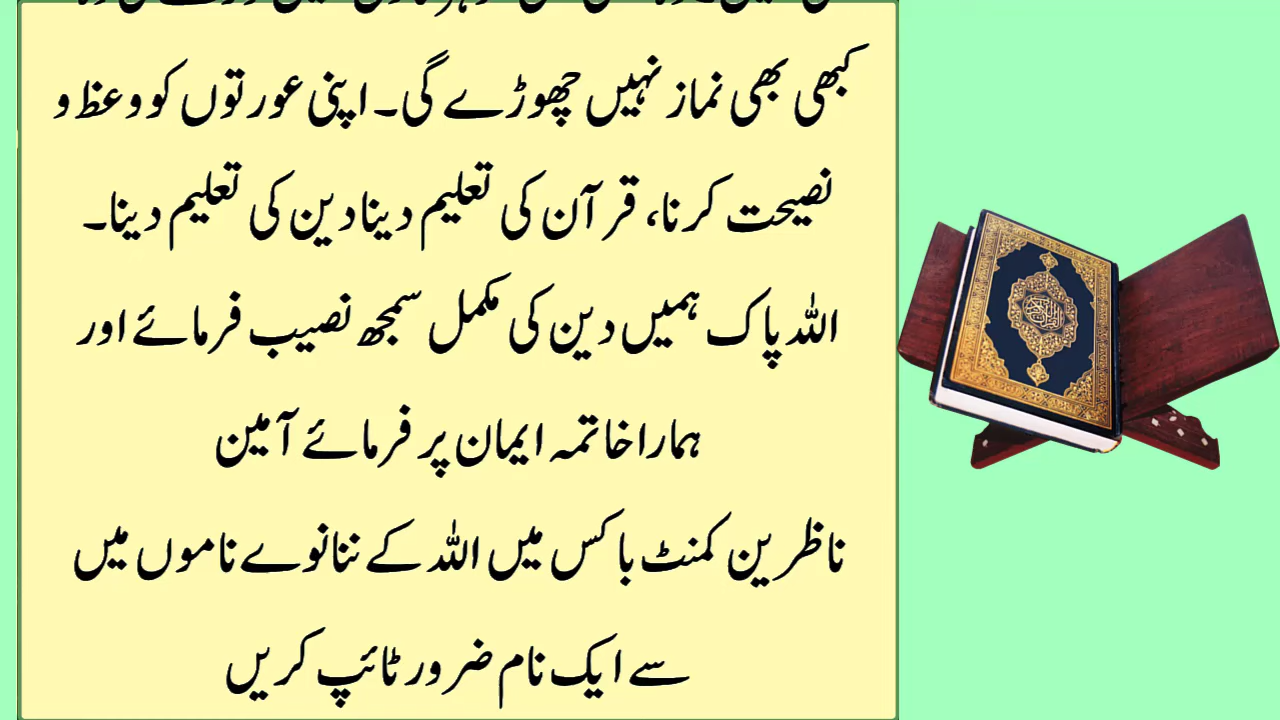 کبھی بھی نماز نہیں چھوڑے گی۔ اپنی عورتوں کو وعظ و
نصیحت کرنا، قرآن کی تعلیم دینا دین کی تعلیم دینا۔
اللہ پاک ہمیں دین کی مکمل سمجھ نصیب فرمائے اور
ہمارا خاتمہ ایمان پر فرمائے آمین
ناظرین کمنٹ باکس میں اللہ کے ننانوے ناموں میں
سے ایک نام ضرور ٹائپ کریں